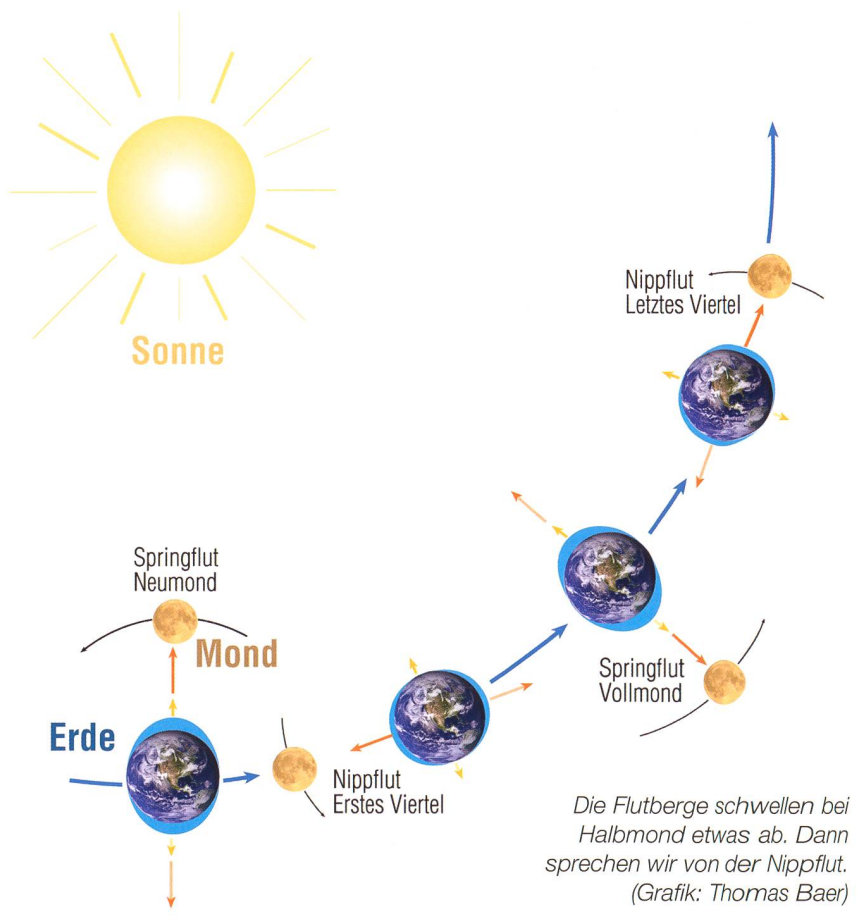 Sonne
Nippflut
Letztes Viertel
Springflut
Neumond
Mond
Erde
Springflut
Vollmond
Nippflut
Erstes Viertel
Die Flutberge schwellen bei
Halbmond etwas ab. Dann
sprechen wir von der Nippflut.
(Grafik: Thomas Baer)